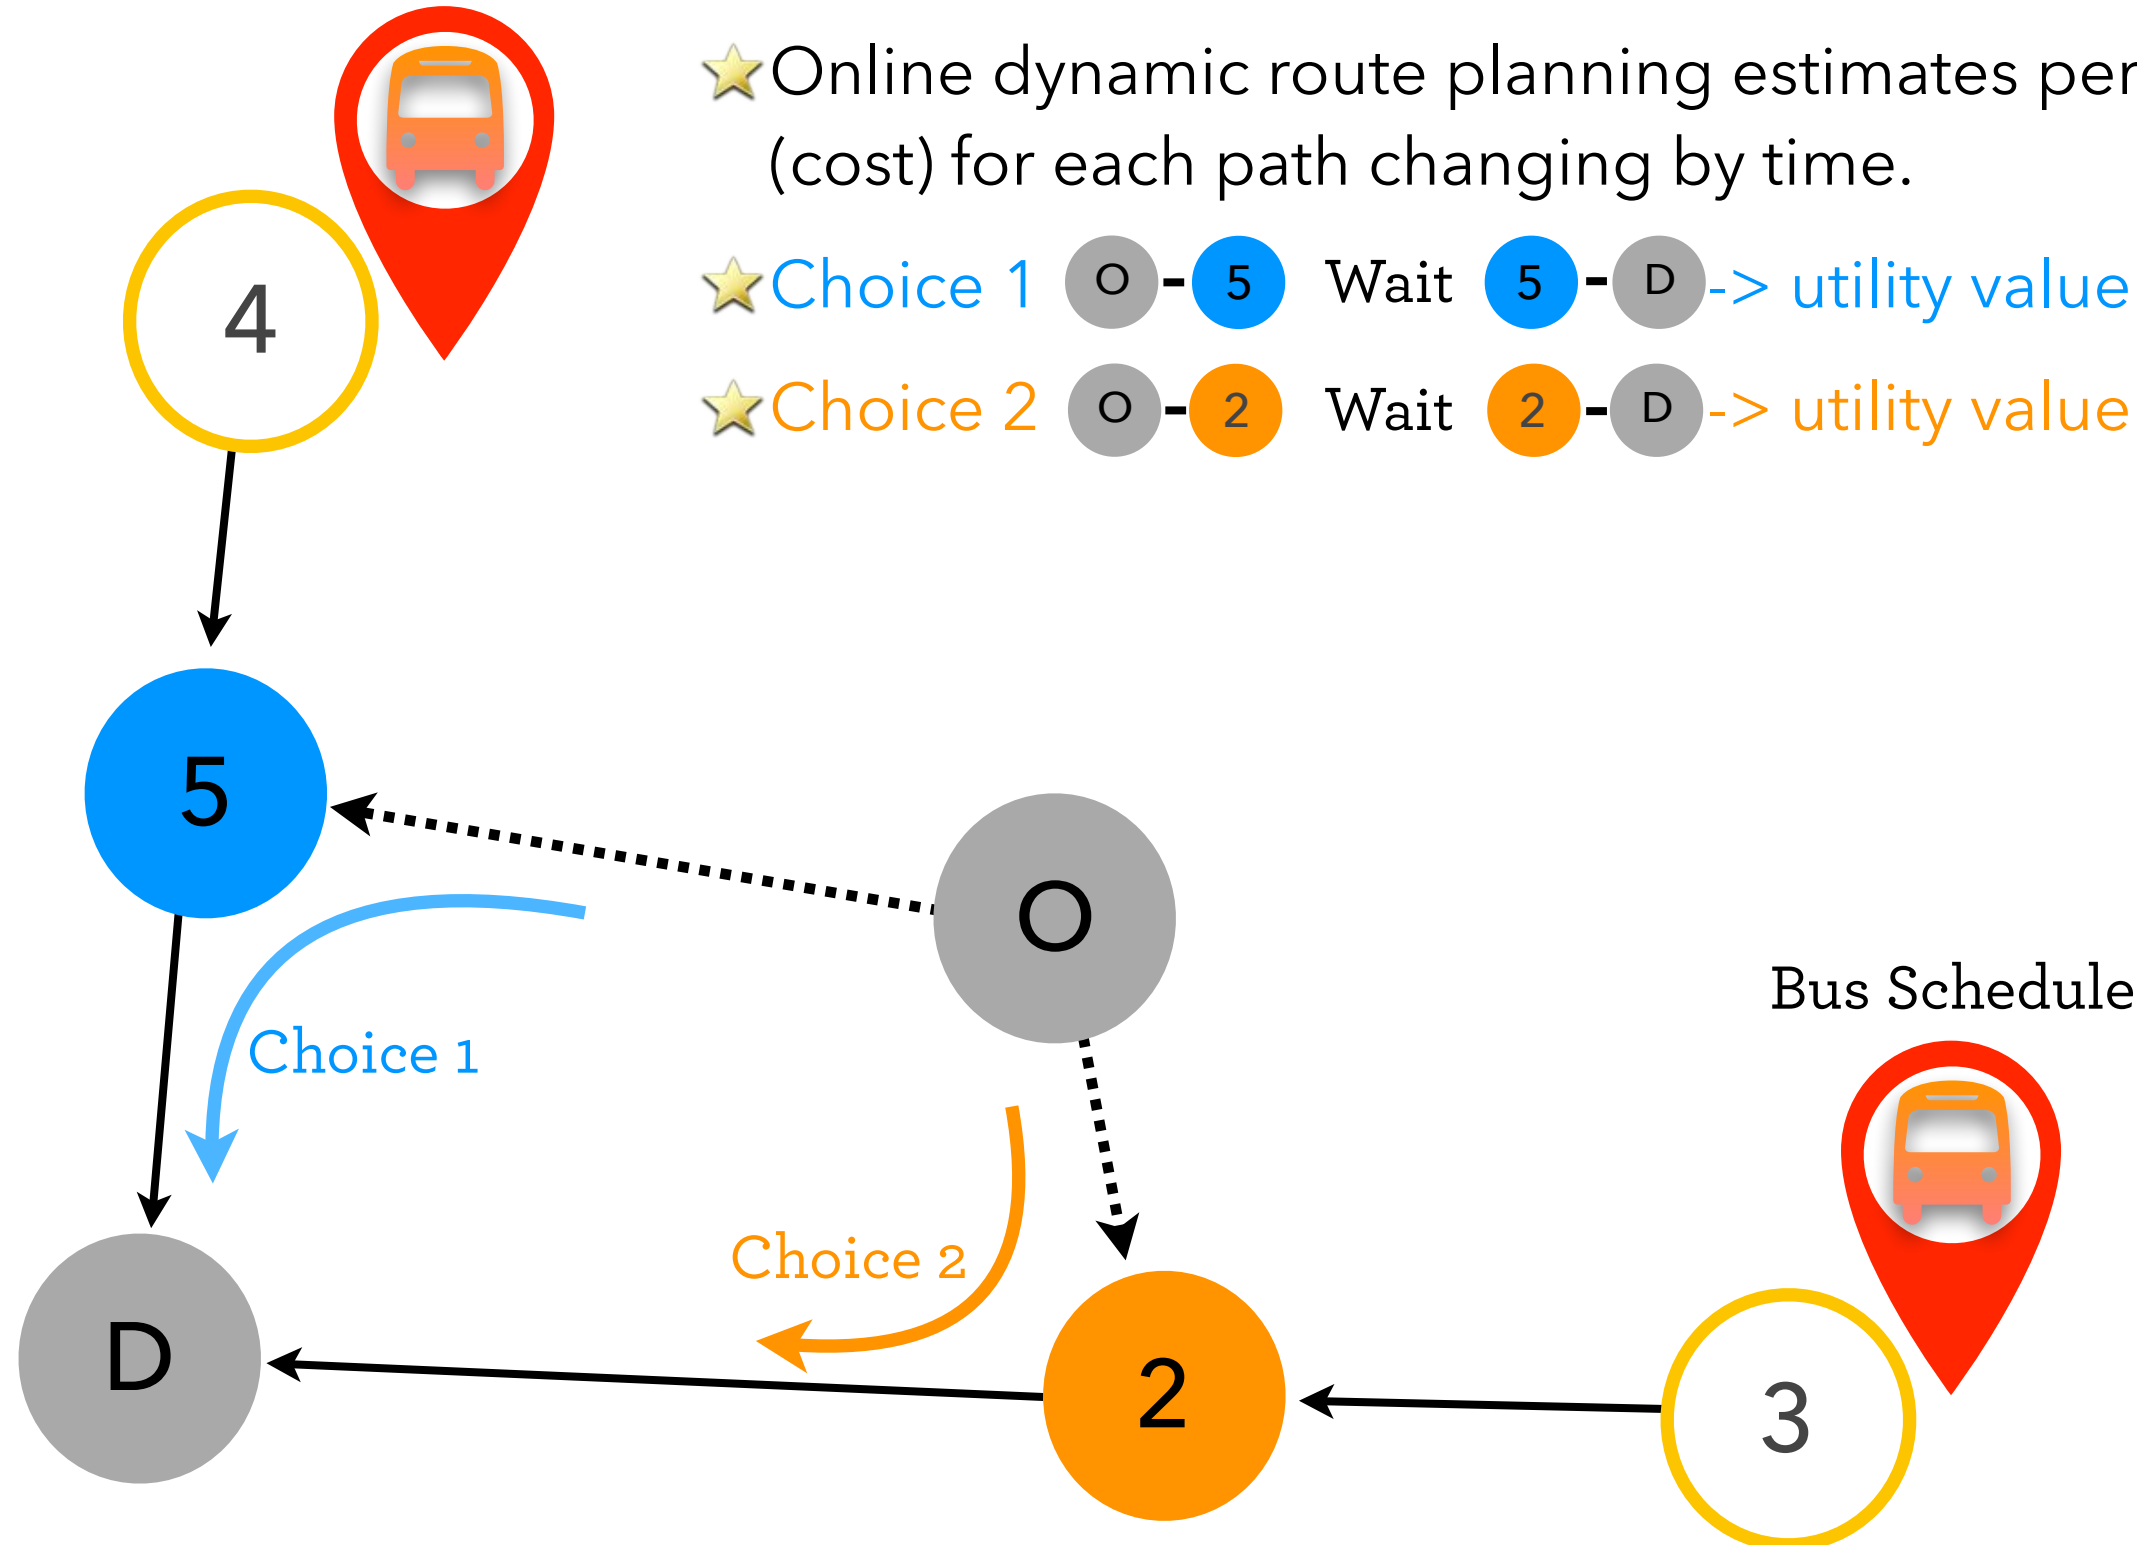 Online dynamic route planning estimates per
(cost) for each path changing by time.
Choice 1 O - 5 Wait 5 - D -> utility value
Choice 2 O - 2 Wait 2 - D -> utility value
4
5
O
Bus Schedule
Choice 1
Choice 2
D
2
3